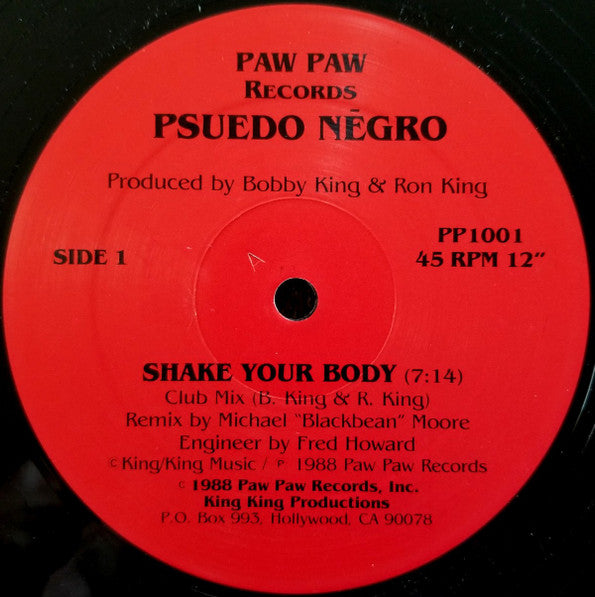 PAW PAW
RECORDS
PSUEDO NĒGRO
Produced by Bobby King & Ron King
SIDE 1
PP1001
45 RPM 12"
A
SHAKE YOUR BODY (7:14)
Club Mix (B. King & R. King)
Remix by Michael "Blackbean" Moore
Engineer by Fred Howard
© King/King Music / ℗ 1988 Paw Paw Records
© 1988 Paw Paw Records, Inc.
King King Productions
P.O. Box 993, Hollywood, CA 90078